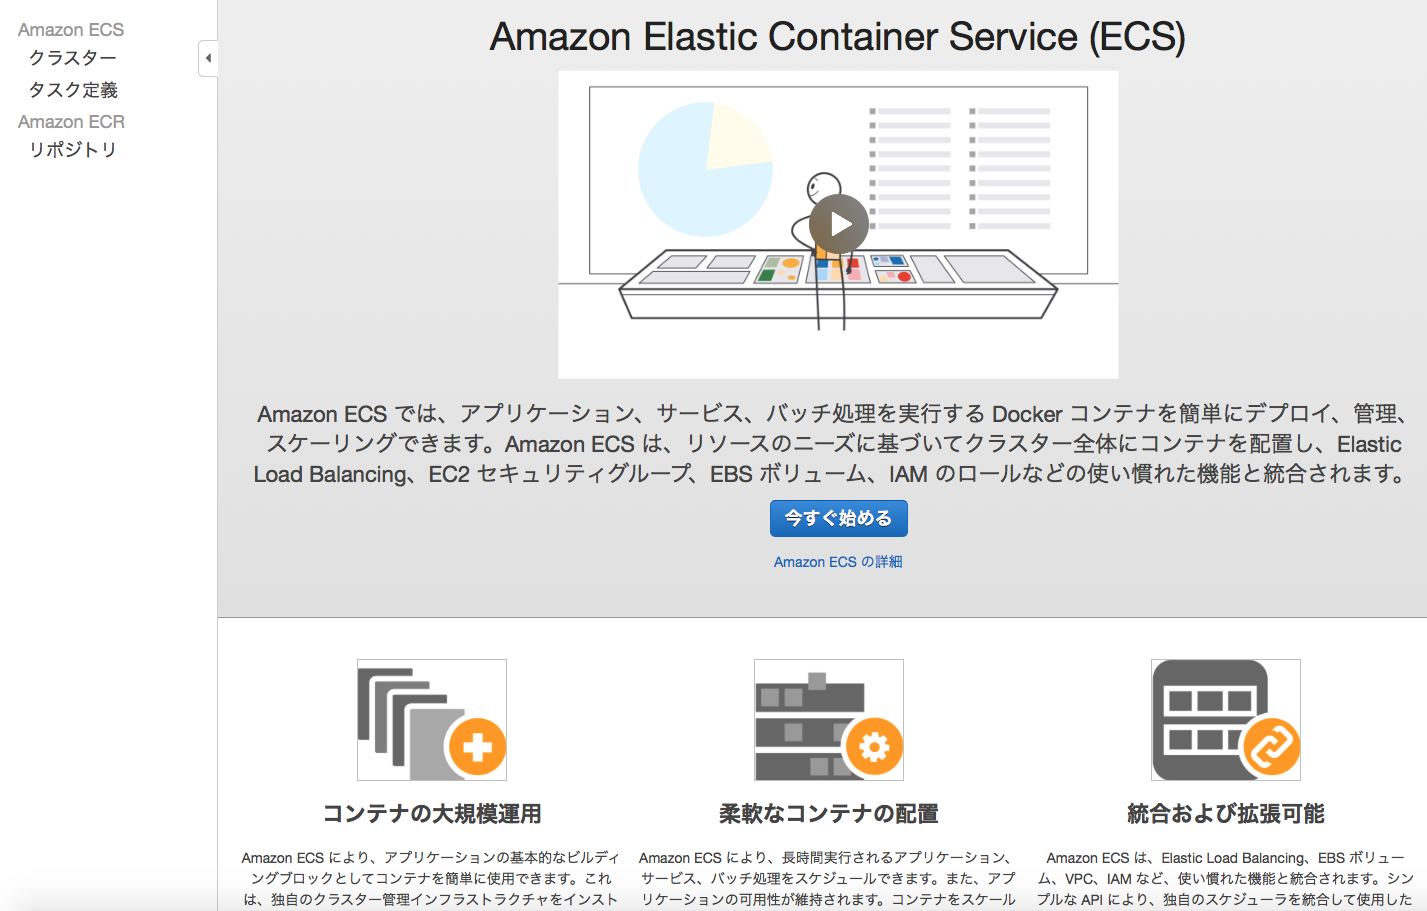 Amazon ECS
クラスター
タスク定義
Amazon ECR
リポジトリ
Amazon Elastic Container Service (ECS)
Amazon ECS では、アプリケーション、サービス、バッチ処理を実行する Docker コンテナを簡単にデプロイ、管理、
スケーリングできます。Amazon ECS は、リソースのニーズに基づいてクラスター全体にコンテナを配置し、Elastic
Load Balancing、EC2 セキュリティグループ、EBS ボリューム、IAM のロールなどの使い慣れた機能と統合されます。
今すぐ始める
Amazon ECS の詳細
コンテナの大規模運用
Amazon ECS により、アプリケーションの基本的なビルディ
ングブロックとしてコンテナを簡単に使用できます。これ
は、独自のクラスター管理インフラストラクチャをインスト
柔軟なコンテナの配置
Amazon ECS により、長時間実行されるアプリケーション、
サービス、バッチ処理をスケジュールできます。また、アプ
リケーションの可用性が維持されます。コンテナをスケール
統合および拡張可能
Amazon ECS は、Elastic Load Balancing、EBS ボリュー
ム、VPC、IAM など、使い慣れた機能と統合されます。シン
プルな API により、独自のスケジューラを統合して使用した